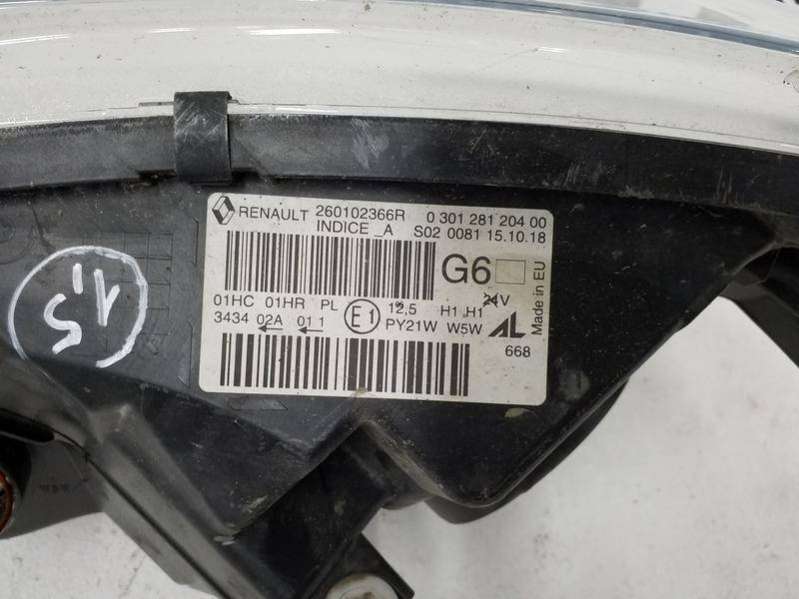 RENAULT 260102366R 0 301 281 204 00
INDICE _A S02 0081 15.10.18
G6
Made in EU
01HC 01HR PL E1 12,5 H1 H1 24V
3434 02A 01 1 PY21W W5W AL
668
1,5